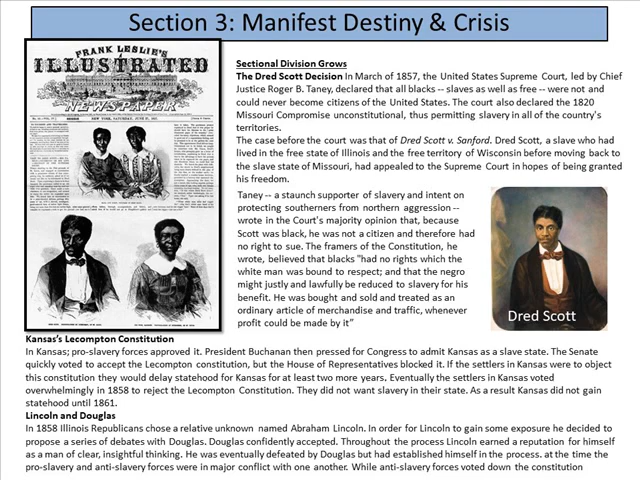 Section 3: Manifest Destiny & Crisis
FRANK LESLIE'S
ILLUSTRATED
NEWSPAPER
NEW YORK, SATURDAY, JUNE 27, 1857.
Sectional Division Grows
The Dred Scott Decision In March of 1857, the United States Supreme Court, led by Chief
Justice Roger B. Taney, declared that all blacks -- slaves as well as free -- were not and
could never become citizens of the United States. The court also declared the 1820
Missouri Compromise unconstitutional, thus permitting slavery in all of the country's
territories.
The case before the court was that of Dred Scott v. Sanford. Dred Scott, a slave who had
lived in the free state of Illinois and the free territory of Wisconsin before moving back to
the slave state of Missouri, had appealed to the Supreme Court in hopes of being granted
his freedom.
Taney -- a staunch supporter of slavery and intent on
protecting southerners from northern aggression --
wrote in the Court's majority opinion that, because
Scott was black, he was not a citizen and therefore had
no right to sue. The framers of the Constitution, he
wrote, believed that blacks "had no rights which the
white man was bound to respect; and that the negro
might justly and lawfully be reduced to slavery for his
benefit. He was bought and sold and treated as an
ordinary article of merchandise and traffic, whenever
profit could be made by it”
Dred Scott
Kansas’s Lecompton Constitution
In Kansas; pro-slavery forces approved it. President Buchanan then pressed for Congress to admit Kansas as a slave state. The Senate
quickly voted to accept the Lecompton constitution, but the House of Representatives blocked it. If the settlers in Kansas were to object
this constitution they would delay statehood for Kansas for at least two more years. Eventually the settlers in Kansas voted
overwhelmingly in 1858 to reject the Lecompton Constitution. They did not want slavery in their state. As a result Kansas did not gain
statehood until 1861.
Lincoln and Douglas
In 1858 Illinois Republicans chose a relative unknown named Abraham Lincoln. In order for Lincoln to gain some exposure he decided to
propose a series of debates with Douglas. Douglas confidently accepted. Throughout the process Lincoln earned a reputation for himself
as a man of clear, insightful thinking. He was eventually defeated by Douglas but had established himself in the process. at the time the
pro-slavery and anti-slavery forces were in major conflict with one another. While anti-slavery forces voted down the constitution